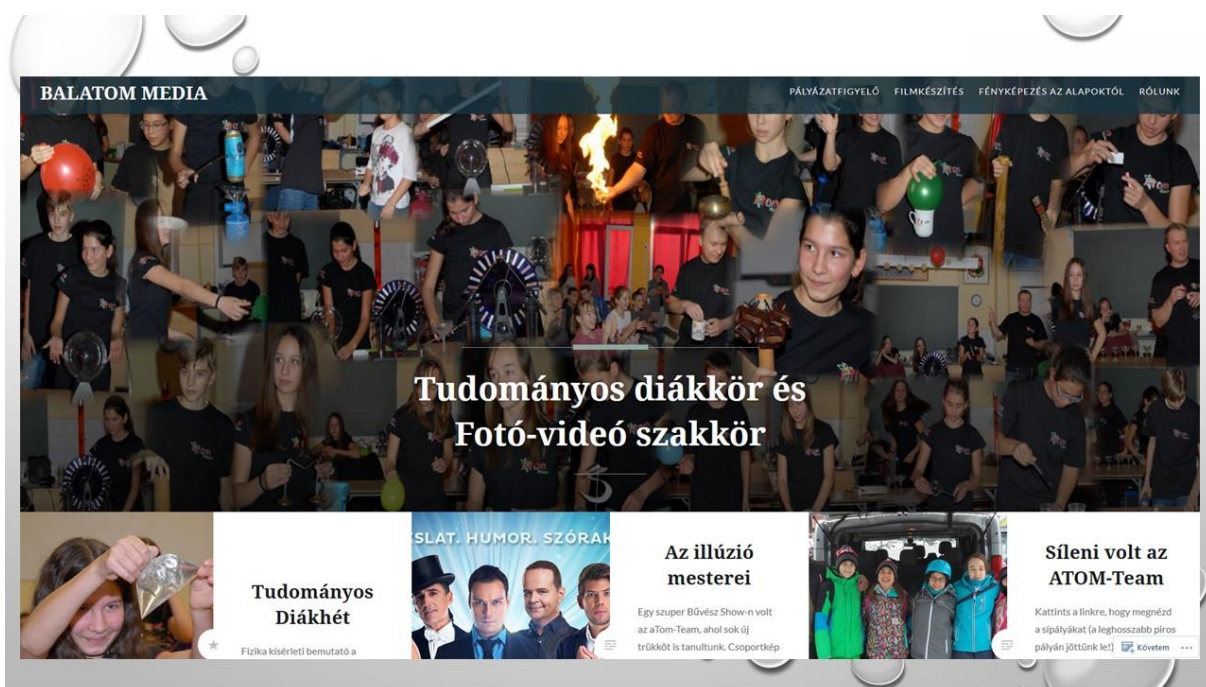 BALATOM MEDIA
PÁLYÁZATFIGYELŐ FILMKÉSZÍTÉS FÉNYKÉPEZÉS AZ ALAPOKTÓL RÓLUNK
Tudományos diákkör és
Fotó-videó szakkör
Tudományos
Diákhét
Fizika kísérleti bemutató a
SLAT. HUMOR. SZÓRAK
Az illúzió
mesterei
Egy szuper Bűvész Show-n volt
az aTom-Team, ahol sok új
trükköt is tanultunk. Csoportkép
Síleni volt az
ATOM-Team
Kattints a linkre, hogy megnézd
a sípályákat (a leghosszabb piros
pályán jöttünk le!)
Követem